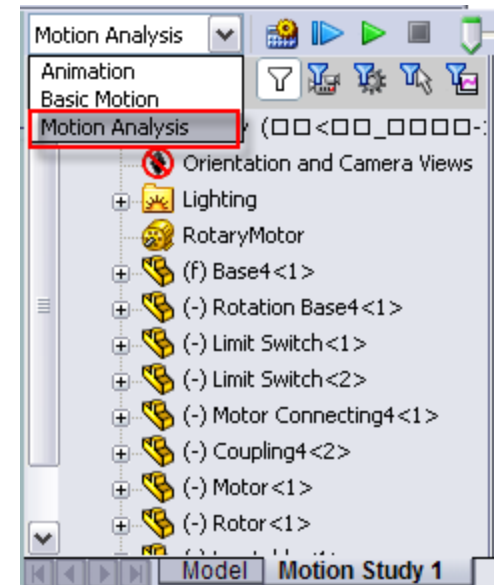 Motion Analysis
Animation
Basic Motion
Motion Analysis
Orientation and Camera Views
Lighting
RotaryMotor
(f) Base4<1>
(-) Rotation Base4<1>
(-) Limit Switch<1>
(-) Limit Switch<2>
(-) Motor Connecting4<1>
(-) Coupling4<2>
(-) Motor<1>
(-) Rotor<1>
Model Motion Study 1